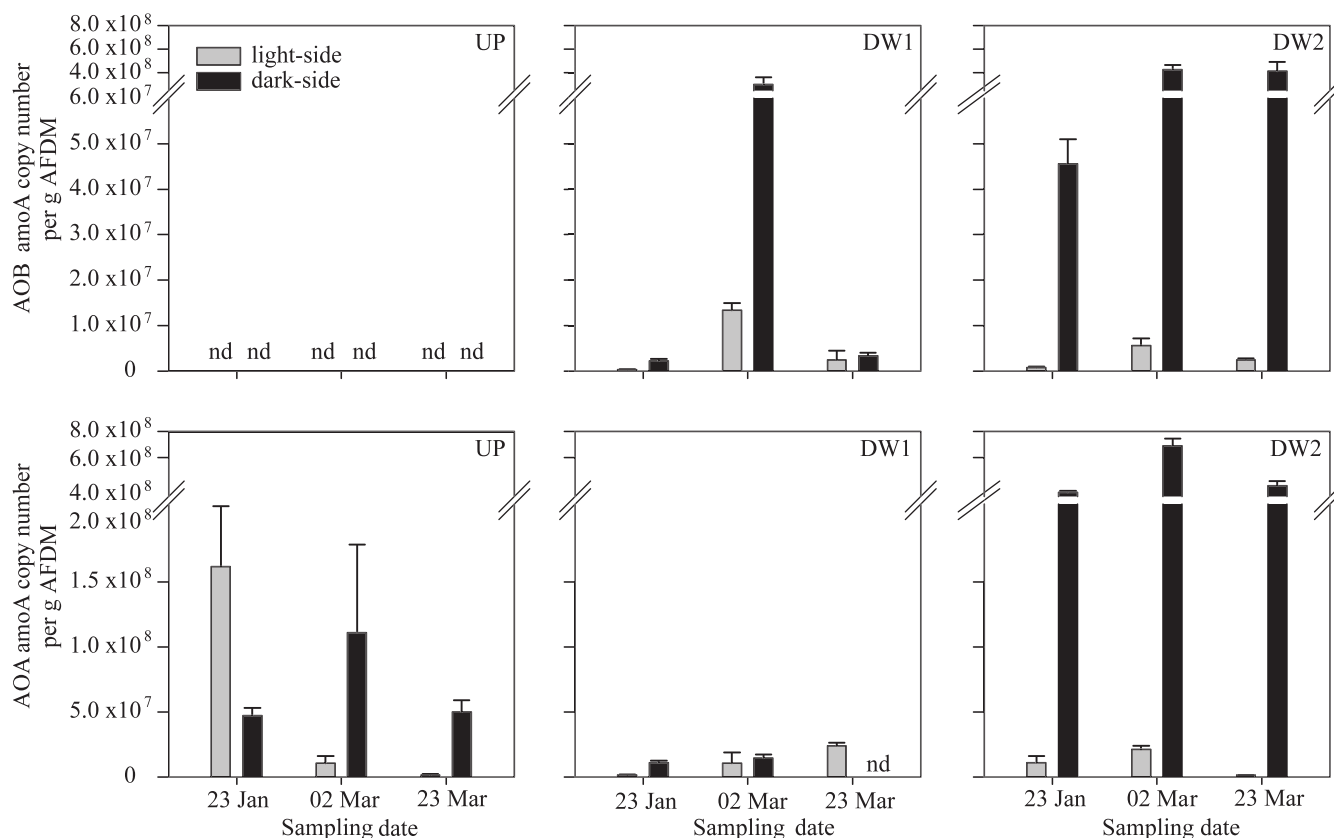 8.0 x10⁸
6.0 x10⁸
4.0 x10⁸
6.0 x10⁷
5.0 x10⁷
4.0 x10⁷
3.0 x10⁷
2.0 x10⁷
1.0 x10⁷
0
AOB amoA copy number
per g AFDM
light-side
dark-side
UP
nd nd nd nd nd nd
DW1
DW2
8.0 x10⁸
6.0 x10⁸
4.0 x10⁸
2.0 x10⁸
1.5 x10⁸
1.0 x10⁸
5.0 x10⁷
0
AOA amoA copy number
per g AFDM
UP
DW1
nd
DW2
23 Jan 02 Mar 23 Mar
Sampling date
23 Jan 02 Mar 23 Mar
Sampling date
23 Jan 02 Mar 23 Mar
Sampling date